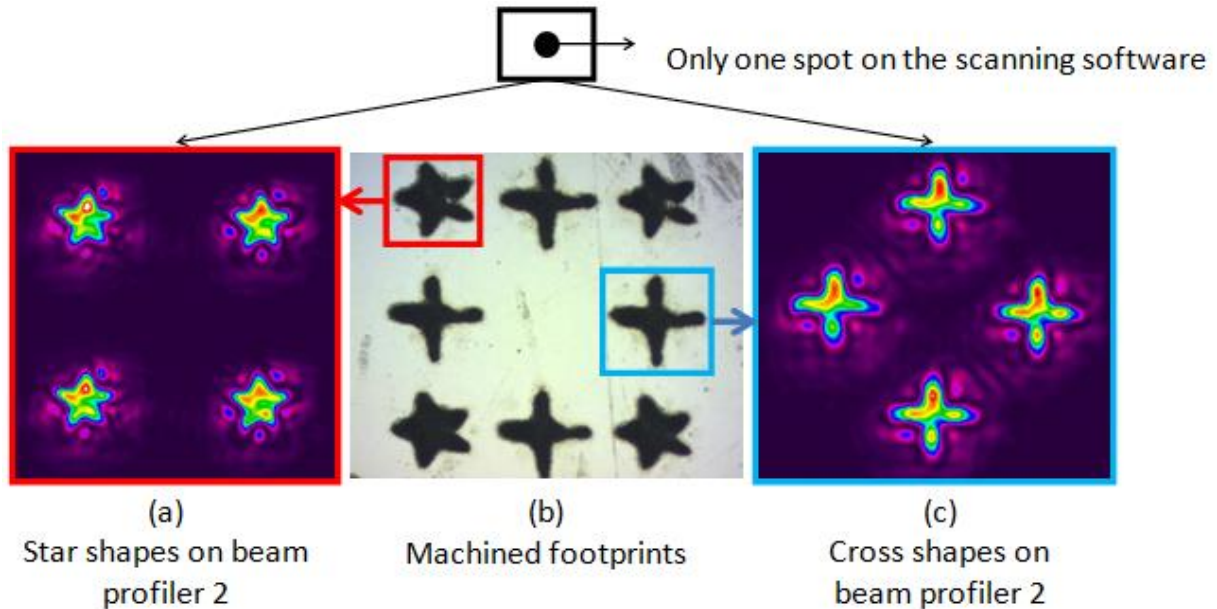 Only one spot on the scanning software
(a)
Star shapes on beam
profiler 2
(b)
Machined footprints
(c)
Cross shapes on
beam profiler 2